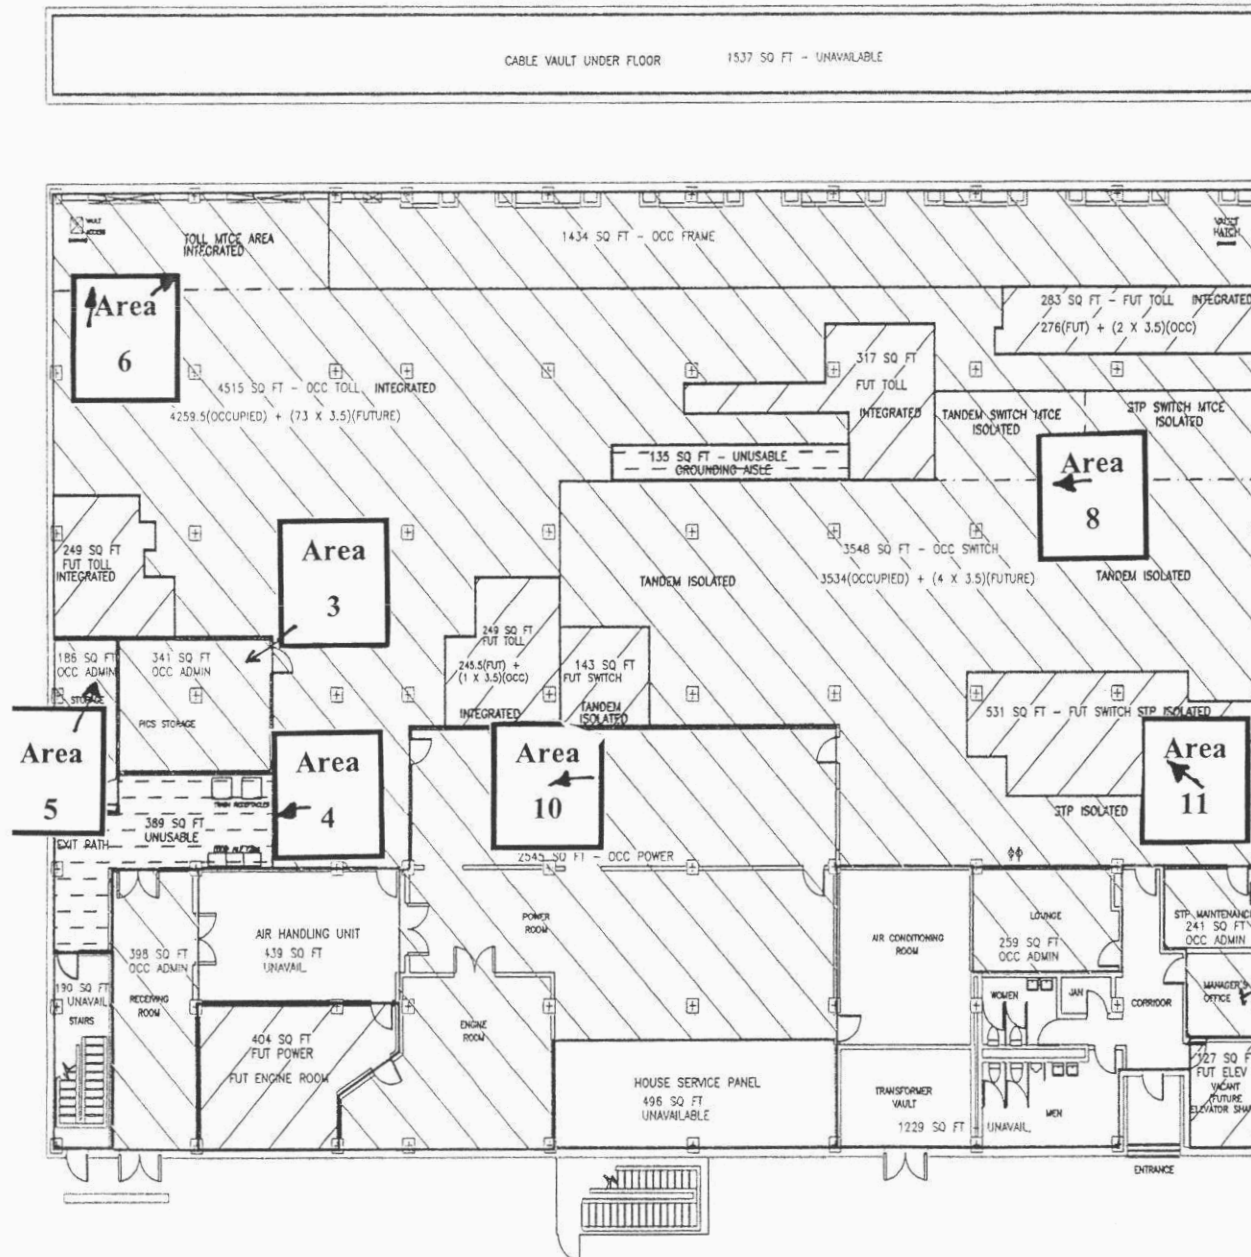 CABLE VAULT UNDER FLOOR 1537 SQ FT - UNAVAILABLE
VAULT
ACCESS
TOLL MTCE AREA
INTEGRATED
1434 SQ FT - OCC FRAME
VAULT
HATCH
Area
6
283 SQ FT - FUT TOLL INTEGRATED
276(FUT) + (2 X 3.5)(OCC)
317 SQ FT
FUT TOLL
INTEGRATED
4515 SQ FT - OCC TOLL INTEGRATED
4259.5(OCCUPIED) + (73 X 3.5)(FUTURE)
TANDEM SWITCH MTCE
ISOLATED
STP SWITCH MTCE
ISOLATED
135 SQ FT - UNUSABLE
GROUNDING AISLE
Area
8
249 SQ FT
FUT TOLL
INTEGRATED
Area
3
3548 SQ FT - OCC SWITCH
3534(OCCUPIED) + (4 X 3.5)(FUTURE)
TANDEM ISOLATED
TANDEM ISOLATED
249 SQ FT
FUT TOLL
245.5(FUT) +
(1 X 3.5)(OCC)
INTEGRATED
143 SQ FT
FUT SWITCH
TANDEM
ISOLATED
186 SQ FT
OCC ADMIN
STORAGE
341 SQ FT
OCC ADMIN
PICS STORAGE
531 SQ FT - FUT SWITCH STP ISOLATED
Area
5
Area
4
Area
10
Area
11
TRASH RECEPTACLES
389 SQ FT
UNUSABLE
EXIT PATH
STP ISOLATED
2545 SQ FT - OCC POWER
POWER
ROOM
AIR HANDLING UNIT
439 SQ FT
UNAVAIL.
398 SQ FT
OCC ADMIN
RECEIVING
ROOM
AIR CONDITIONING
ROOM
LOUNGE
259 SQ FT
OCC ADMIN
STP MAINTENANCE
241 SQ FT
OCC ADMIN
190 SQ FT
UNAVAIL
STAIRS
WOMEN
JAN
CORRIDOR
MANAGER'S
OFFICE
404 SQ FT
FUT POWER
FUT ENGINE ROOM
ENGINE
ROOM
HOUSE SERVICE PANEL
496 SQ FT
UNAVAILABLE
TRANSFORMER
VAULT
MEN
1229 SQ FT UNAVAIL.
127 SQ F
FUT ELEV
VACANT
(FUTURE
ELEVATOR SHA
ENTRANCE